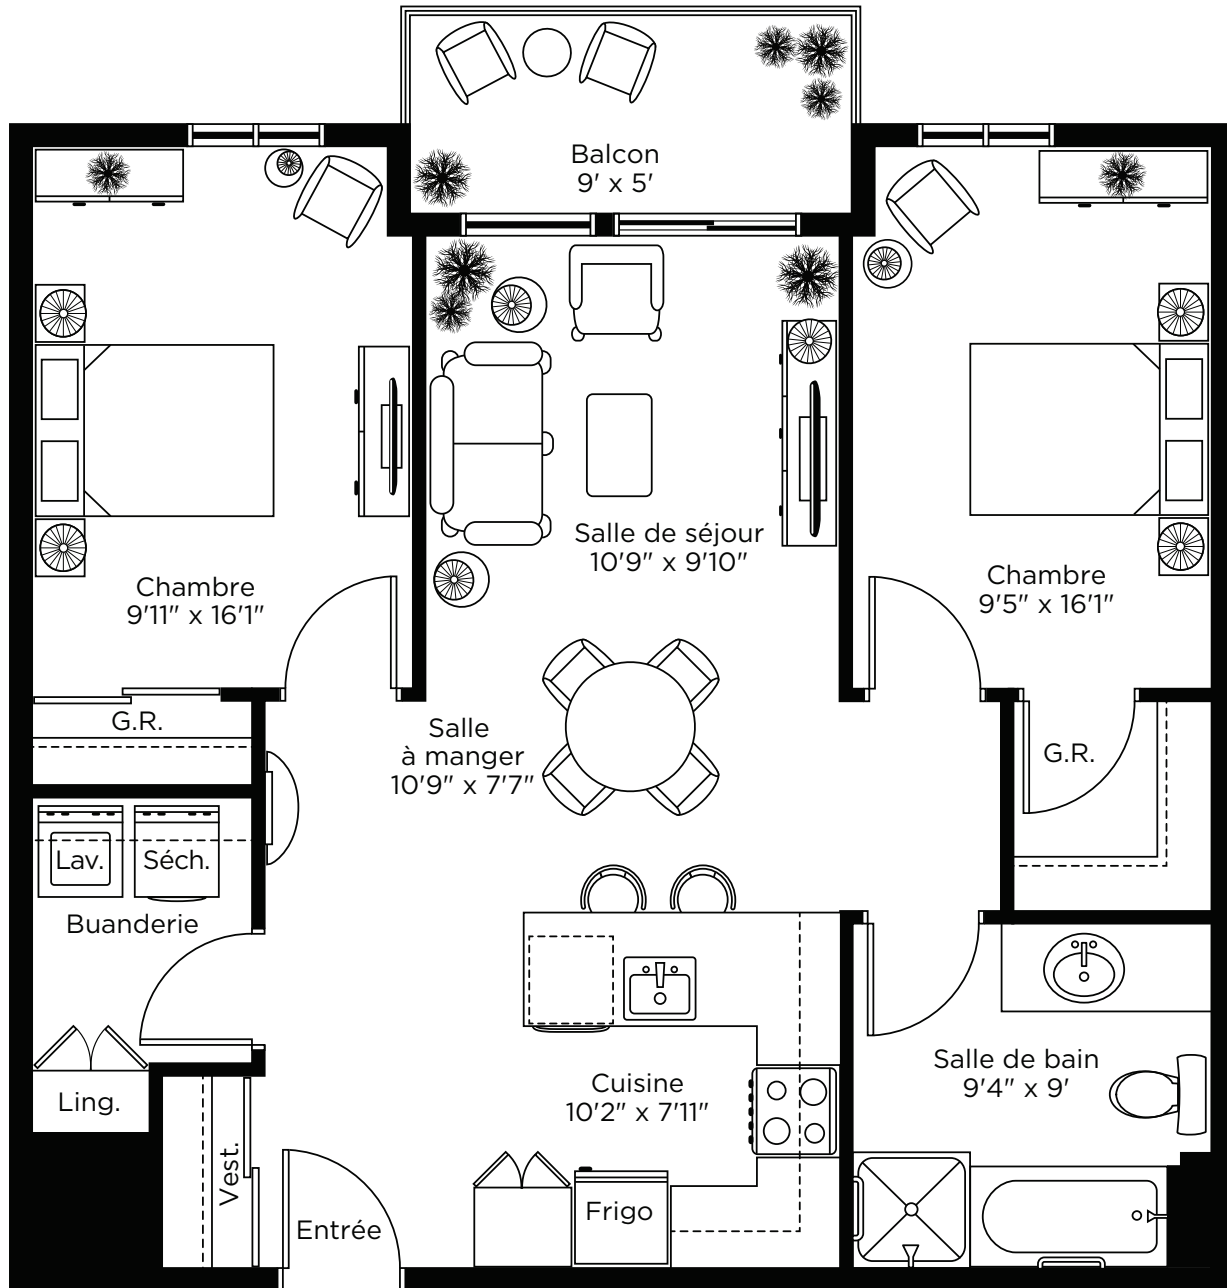 Balcon
9' x 5'
Salle de séjour
10'9" x 9'10"
Chambre
9'11" x 16'1"
Chambre
9'5" x 16'1"
G.R.
Salle
à manger
10'9" x 7'7"
G.R.
Lav.
Séch.
Buanderie
Ling.
Cuisine
10'2" x 7'11"
Salle de bain
9'4" x 9'
Vest.
Entrée
Frigo